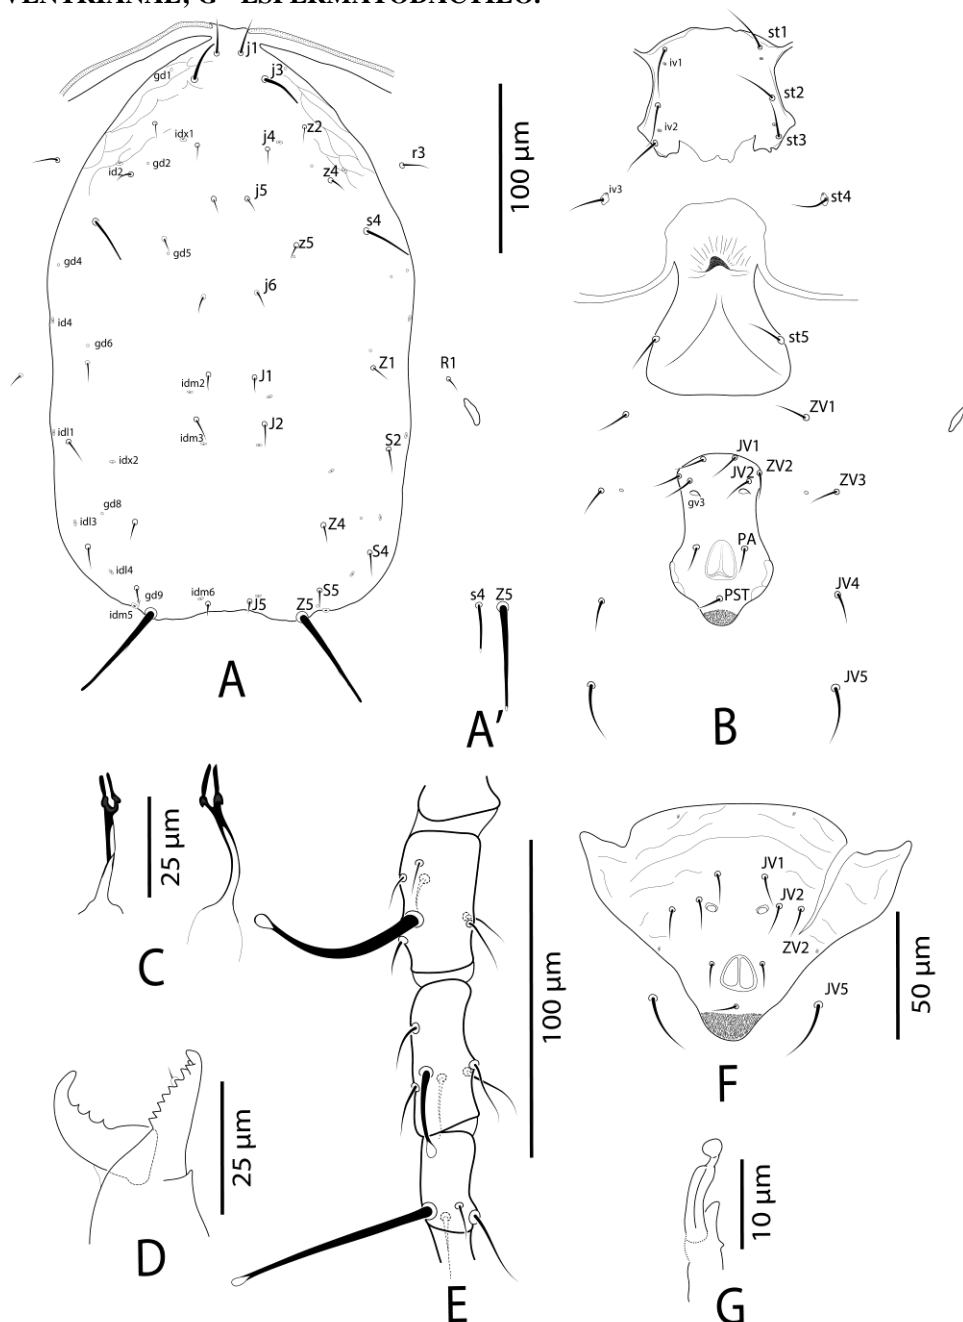 VENTRIANAL; G - ESPERMATODÁCTILO.
j1
gd1
j3
idx1
z2
j4
id2
gd2
z4
r3
j5
s4
gd5
z5
gd4
j6
id4
gd6
Z1
R1
idm2
J1
idl1
idm3
J2
S2
idx2
gd8
idl3
Z4
idl4
S4
gd9
idm6
J5
S5
idm5
Z5
A
100 µm
s4
Z5
A’
st1
iv1
st2
iv2
st3
iv3
st4
st5
ZV1
JV1
JV2
ZV2
ZV3
gv3
PA
PST
JV4
JV5
B
25 µm
C
25 µm
D
100 µm
E
JV1
JV2
ZV2
JV5
50 µm
F
10 µm
G